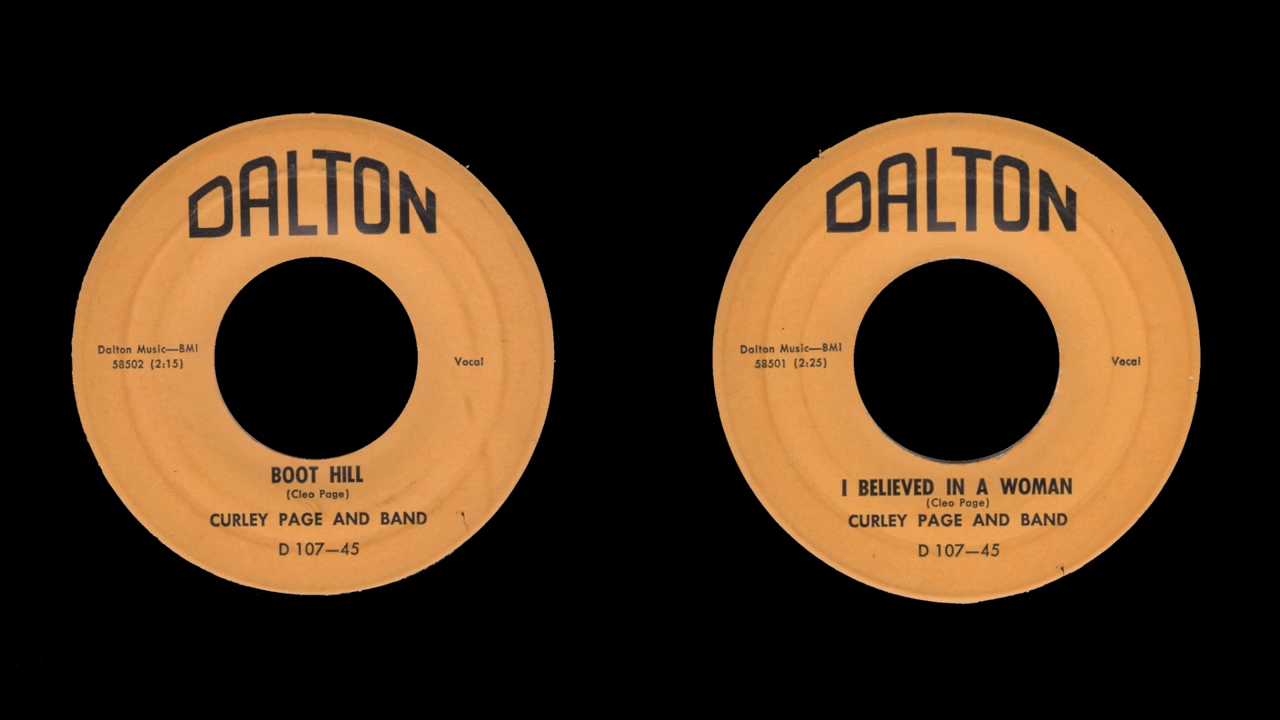 DALTON
Dalton Music—BMI
58502 (2:15)
Vocal
BOOT HILL
(Cleo Page)
CURLEY PAGE AND BAND
D 107—45
DALTON
Dalton Music—BMI
58501 (2:25)
Vocal
I BELIEVED IN A WOMAN
(Cleo Page)
CURLEY PAGE AND BAND
D 107—45